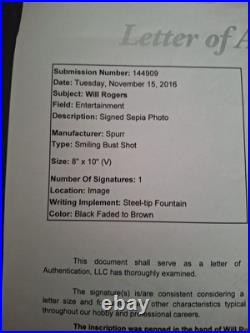 Letter of A
Submission Number: 144909
Date: Tuesday, November 15, 2016
Subject: Will Rogers
Field: Entertainment
Description: Signed Sepia Photo
Manufacturer: Spurr
Type: Smiling Bust Shot
Size: 8" x 10" (V)
Number Of Signatures: 1
Location: Image
Writing Implement: Steel-tip Fountain
Color: Black Faded to Brown
This document shall serve as a letter of
Authentication, LLC has thoroughly examined.
The signature(s) is/are consistent considering
letter size and other characteristics typical
throughout our hobby and professional careers.
The inscription was penned in the hand of Will Ro